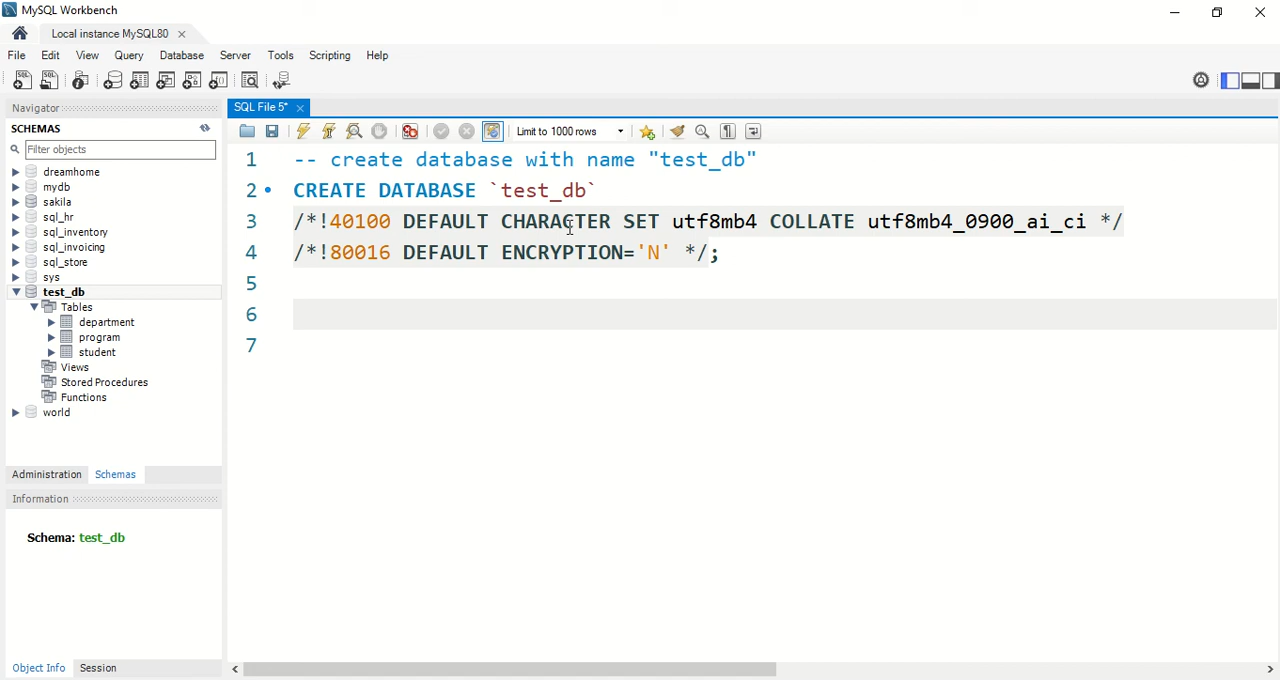 MySQL Workbench
Local instance MySQL80
File Edit View Query Database Server Tools Scripting Help
Navigator
SCHEMAS
Filter objects
dreamhome
mydb
sakila
sql_hr
sql_inventory
sql_invoicing
sql_store
sys
test_db
Tables
department
program
student
Views
Stored Procedures
Functions
world
Administration Schemas
Information
Schema: test_db
Object Info Session
SQL File 5*
Limit to 1000 rows
1 -- create database with name "test_db"
2 CREATE DATABASE `test_db`
3 /*!40100 DEFAULT CHARACTER SET utf8mb4 COLLATE utf8mb4_0900_ai_ci */
4 /*!80016 DEFAULT ENCRYPTION='N' */;
5
6
7